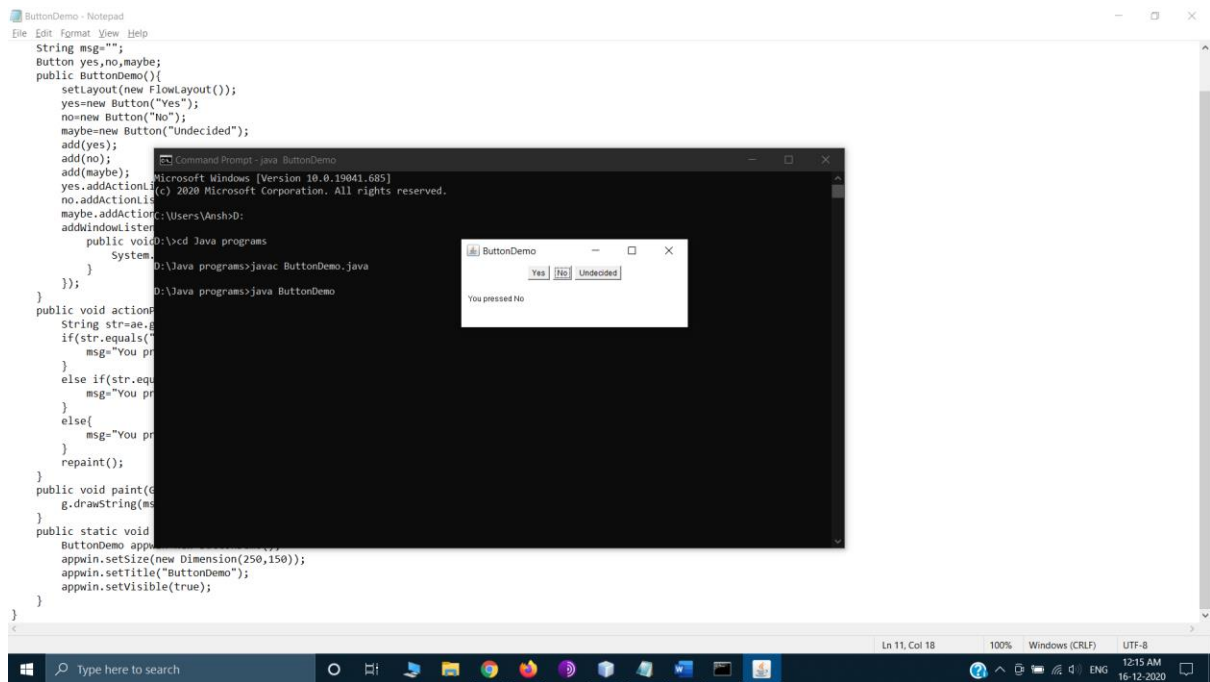 ButtonDemo - Notepad
File Edit Format View Help
String msg="";
Button yes,no,maybe;
public ButtonDemo(){
setLayout(new FlowLayout());
yes=new Button("Yes");
no=new Button("No");
maybe=new Button("Undecided");
add(yes);
add(no);
add(maybe);
yes.addActionLi
no.addActionLis
maybe.addAction
addWindowListen
public void
System.
}
});
}
public void actionP
String str=ae.g
if(str.equals("
msg="You pr
}
else if(str.equ
msg="You pr
}
else{
msg="You pr
}
repaint();
}
public void paint(G
g.drawString(ms
}
public static void
ButtonDemo appw
appwin.setSize(new Dimension(250,150));
appwin.setTitle("ButtonDemo");
appwin.setVisible(true);
}
}
Command Prompt - java ButtonDemo
Microsoft Windows [Version 10.0.19041.685]
(c) 2020 Microsoft Corporation. All rights reserved.
C:\Users\Ansh>D:
D:\>cd Java programs
D:\Java programs>javac ButtonDemo.java
D:\Java programs>java ButtonDemo
ButtonDemo
Yes No Undecided
You pressed No
Ln 11, Col 18 100% Windows (CRLF) UTF-8
Type here to search
ENG
12:15 AM
16-12-2020